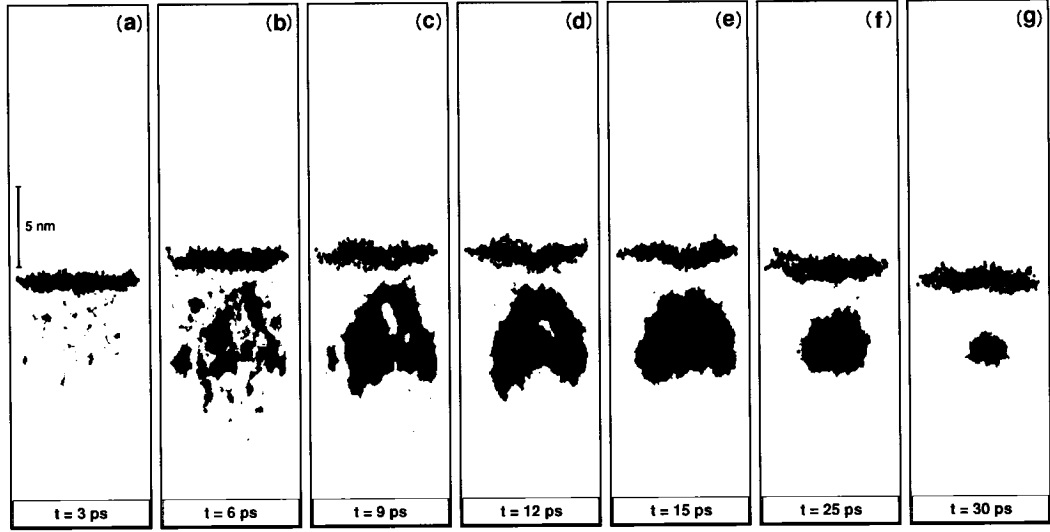 (a)
(b)
(c)
(d)
(e)
(f)
(g)
5 nm
t = 3 ps
t = 6 ps
t = 9 ps
t = 12 ps
t = 15 ps
t = 25 ps
t = 30 ps